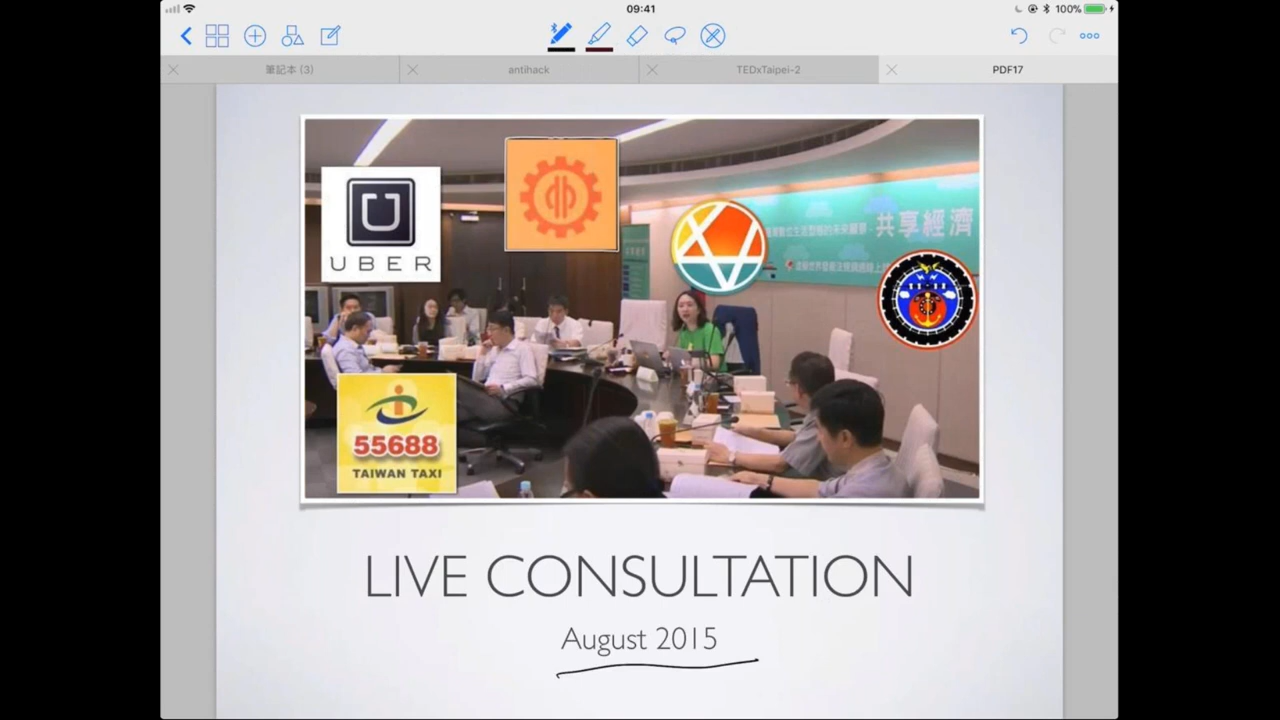 09:41
100%
筆記本 (3)
antihack
TEDxTaipei-2
PDF17
UBER
共享經濟
55688
TAIWAN TAXI
LIVE CONSULTATION
August 2015